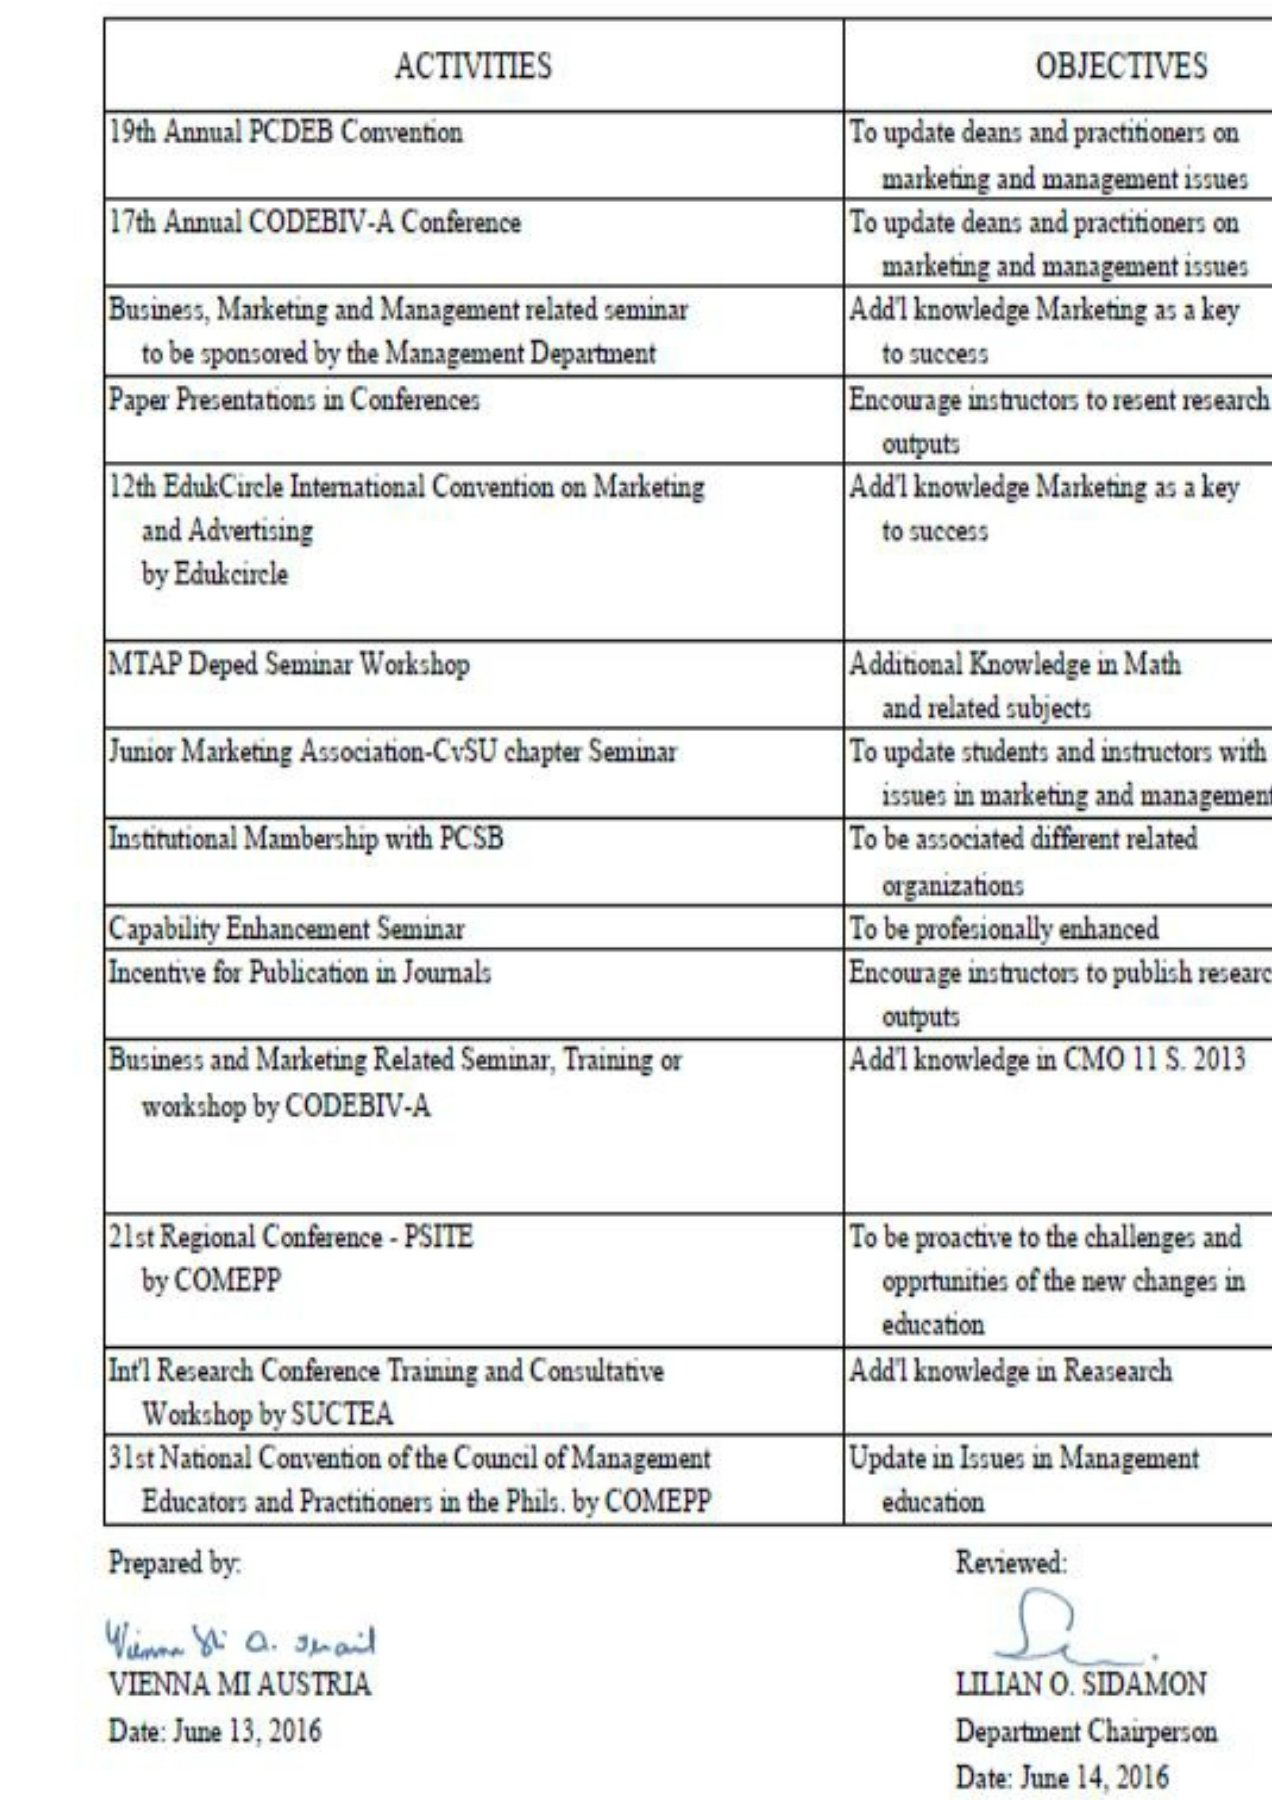 ACTIVITIES
OBJECTIVES
19th Annual PCDEB Convention
To update deans and practitioners on
marketing and management issues
17th Annual CODEBIV-A Conference
To update deans and practitioners on
marketing and management issues
Business, Marketing and Management related seminar
to be sponsored by the Management Department
Add'l knowledge Marketing as a key
to success
Paper Presentations in Conferences
Encourage instructors to resent research
outputs
12th EdukCircle International Convention on Marketing
and Advertising
by Edukcircle
Add'l knowledge Marketing as a key
to success
MTAP Deped Seminar Workshop
Additional Knowledge in Math
and related subjects
Junior Marketing Association-CvSU chapter Seminar
To update students and instructors with
issues in marketing and management
Institutional Mambership with PCSB
To be associated different related
organizations
Capability Enhancement Seminar
To be profesionally enhanced
Incentive for Publication in Journals
Encourage instructors to publish researc
outputs
Business and Marketing Related Seminar, Training or
workshop by CODEBIV-A
Add'l knowledge in CMO 11 S. 2013
21st Regional Conference - PSITE
by COMEPP
To be proactive to the challenges and
opprtunities of the new changes in
education
Int'l Research Conference Training and Consultative
Workshop by SUCTEA
Add'l knowledge in Reasearch
31st National Convention of the Council of Management
Educators and Practitioners in the Phils. by COMEPP
Update in Issues in Management
education
Prepared by:
Vienna Mi A.
VIENNA MI AUSTRIA
Date: June 13, 2016
Reviewed:
LILIAN O. SIDAMON
Department Chairperson
Date: June 14, 2016